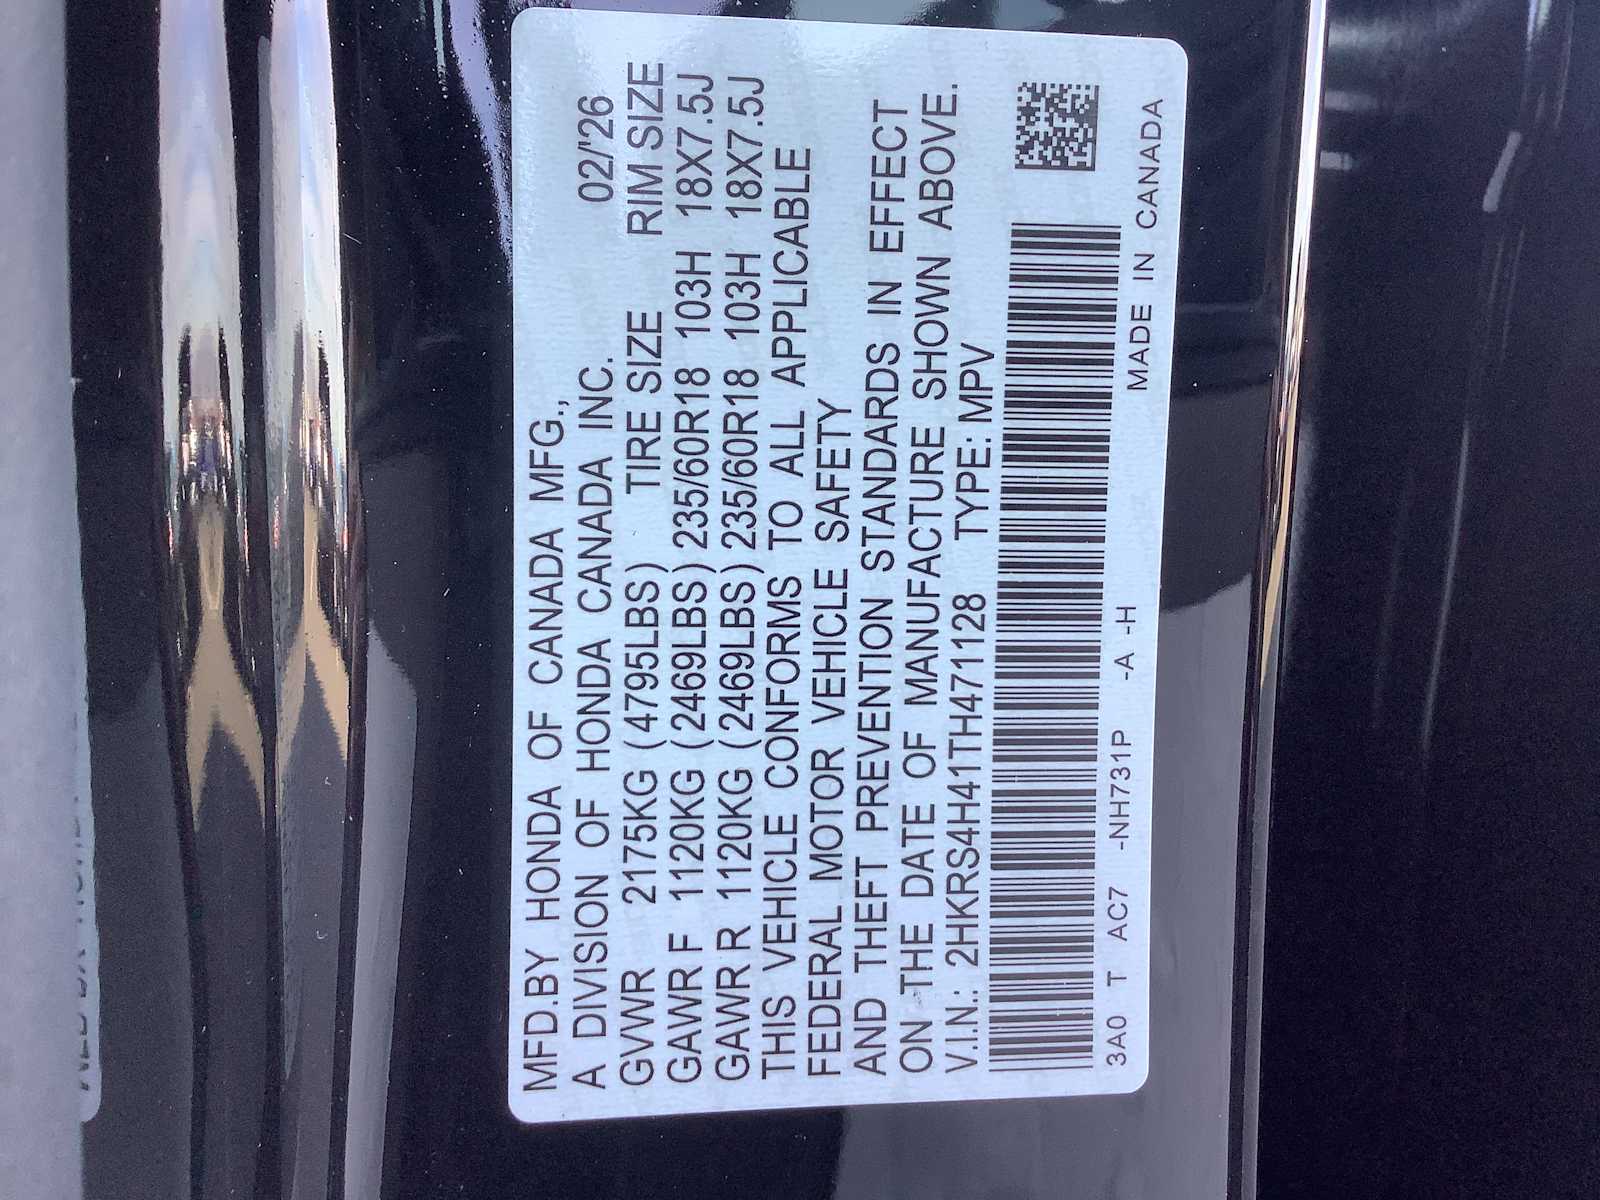 MFD.BY HONDA OF CANADA MFG.,
A DIVISION OF HONDA CANADA INC. 02/'26
GVWR 2175KG (4795LBS) TIRE SIZE RIM SIZE
GAWR F 1120KG (2469LBS) 235/60R18 103H 18X7.5J
GAWR R 1120KG (2469LBS) 235/60R18 103H 18X7.5J
THIS VEHICLE CONFORMS TO ALL APPLICABLE
FEDERAL MOTOR VEHICLE SAFETY
AND THEFT PREVENTION STANDARDS IN EFFECT
ON THE DATE OF MANUFACTURE SHOWN ABOVE.
V.I.N.: 2HKRS4H41TH471128 TYPE: MPV
3A0 T AC7 -NH731P -A -H
MADE IN CANADA